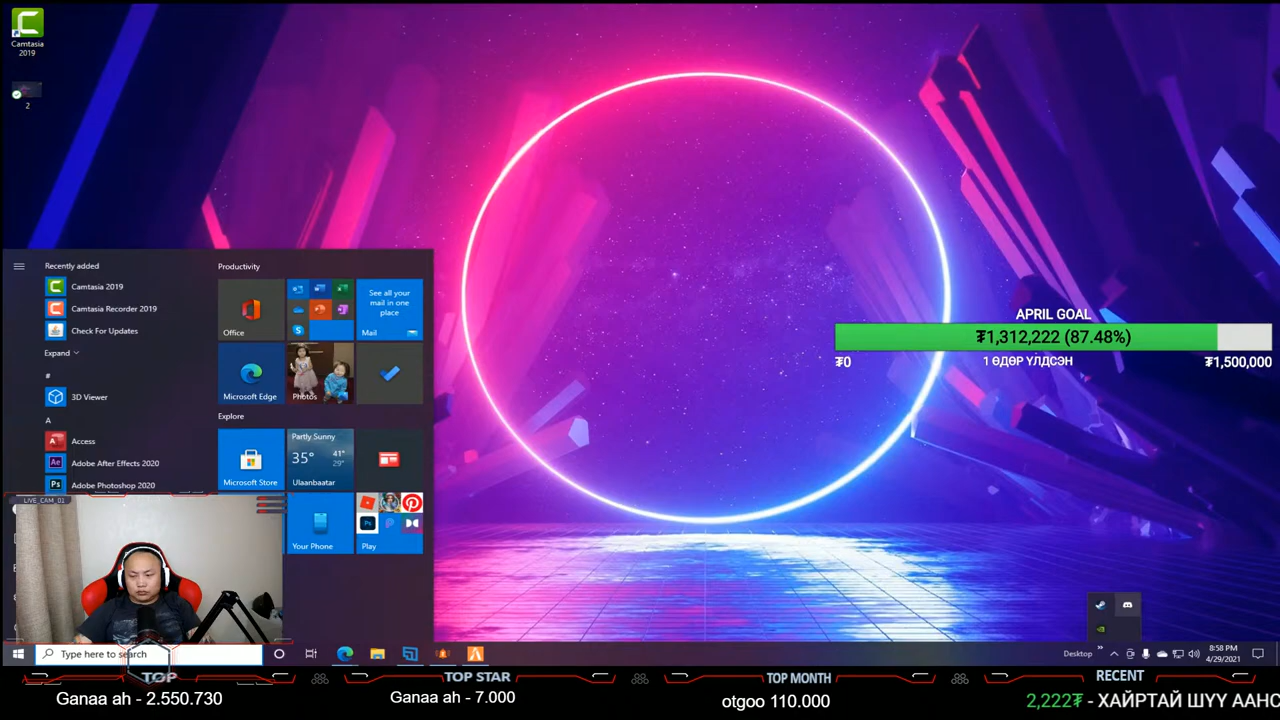 Camtasia
2019
2
Recently added
Camtasia 2019
Camtasia Recorder 2019
Check For Updates
Expand
#
3D Viewer
A
Access
Adobe After Effects 2020
Adobe Photoshop 2020
Productivity
Office
See all your
mail in one
place
Mail
Microsoft Edge
Photos
Explore
Microsoft Store
Partly Sunny
35°
41°
29°
Ulaanbaatar
Your Phone
Play
LIVE_CAM_01
APRIL GOAL
₮1,312,222 (87.48%)
₮0
1 ӨДӨР ҮЛДСЭН
₮1,500,000
Type here to search
Desktop
8:58 PM
4/29/2021
TOP
Ganaa ah - 2.550.730
TOP STAR
Ganaa ah - 7.000
TOP MONTH
otgoo 110.000
RECENT
2,222₮ - ХАЙРТАЙ ШҮҮ ААНС